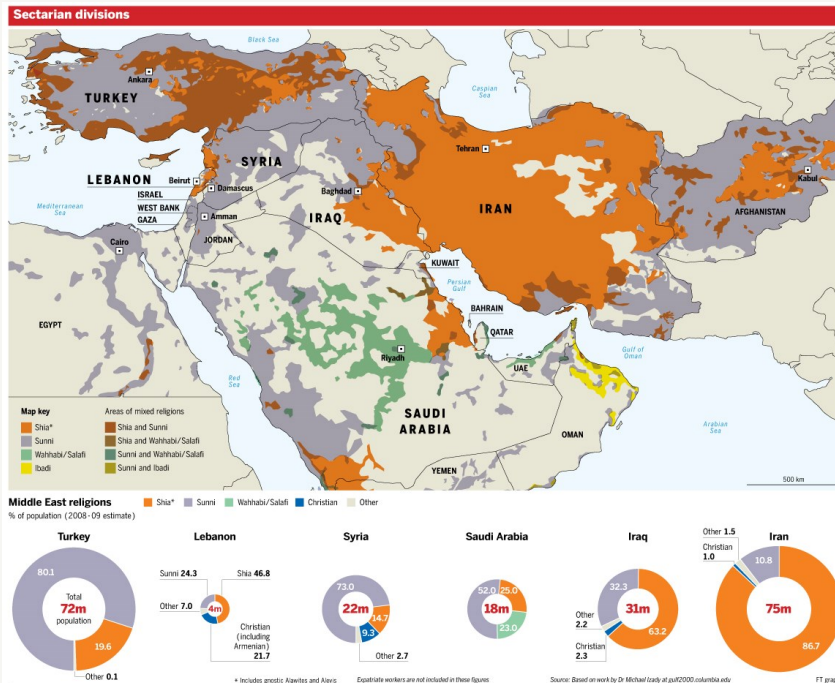 Sectarian divisions
Black Sea
Ankara
TURKEY
Caspian
Sea
Tehran
SYRIA
LEBANON
Beirut
Damascus
ISRAEL
WEST BANK
GAZA
Mediterranean
Sea
Baghdad
IRAQ
IRAN
Kabul
AFGHANISTAN
Amman
JORDAN
Cairo
KUWAIT
Persian
Gulf
BAHRAIN
QATAR
EGYPT
Riyadh
UAE
Gulf of
Oman
Red
Sea
SAUDI
ARABIA
OMAN
Arabian
Sea
YEMEN
500 km
Map key
Shia*
Sunni
Wahhabi/Salafi
Ibadi
Areas of mixed religions
Shia and Sunni
Shia and Wahhabi/Salafi
Sunni and Wahhabi/Salafi
Sunni and Ibadi
Middle East religions
Shia* Sunni Wahhabi/Salafi Christian Other
% of population (2008-09 estimate)
Turkey
80.1
Total
72m
population
19.6
Other 0.1
Lebanon
Sunni 24.3
Shia 46.8
Other 7.0
4m
Christian
(including
Armenian)
21.7
Syria
73.0
22m
14.7
9.3
Other 2.7
Saudi Arabia
52.0 25.0
18m
23.0
Iraq
32.3
31m
Other
2.2
63.2
Christian
2.3
Iran
Other 1.5
Christian
1.0
10.8
75m
86.7
* Includes gnostic Alawites and Alevis
Expatriate workers are not included in these figures
Source: Based on work by Dr Michael Izady at gulf2000.columbia.edu
FT grap